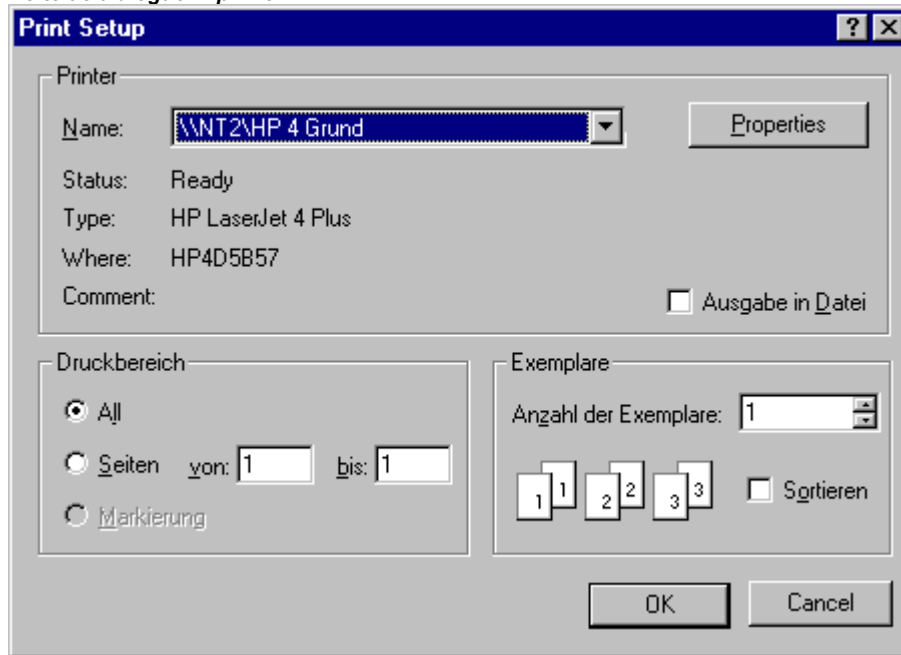 Print Setup
Printer
Name: \\NT2\HP 4 Grund Properties
Status: Ready
Type: HP LaserJet 4 Plus
Where: HP4D5B57
Comment: Ausgabe in Datei
Druckbereich
All
Seiten von: 1 bis: 1
Markierung
Exemplare
Anzahl der Exemplare: 1
1 1 2 2 3 3 Sortieren
OK Cancel